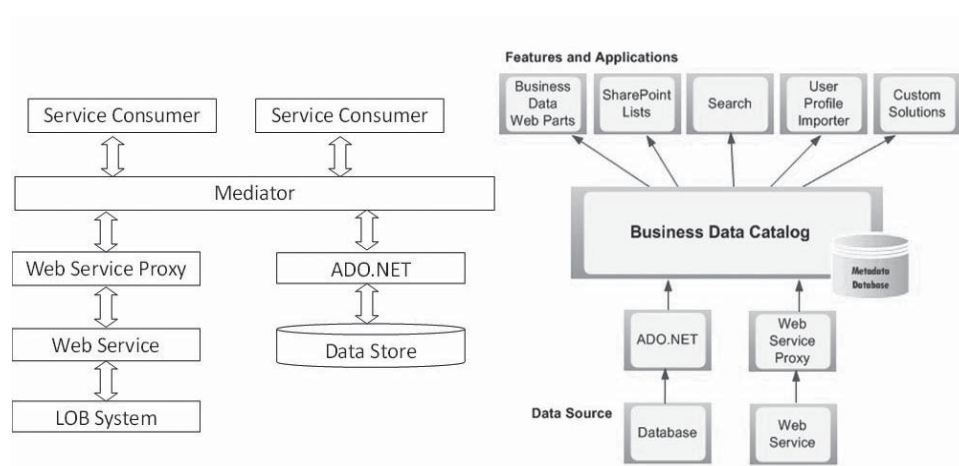 Service Consumer
Service Consumer
Mediator
Web Service Proxy
ADO.NET
Web Service
Data Store
LOB System
Features and Applications
Business
Data
Web Parts
SharePoint
Lists
Search
User
Profile
Importer
Custom
Solutions
Business Data Catalog
Metadata
Database
ADO.NET
Web
Service
Proxy
Data Source
Database
Web
Service